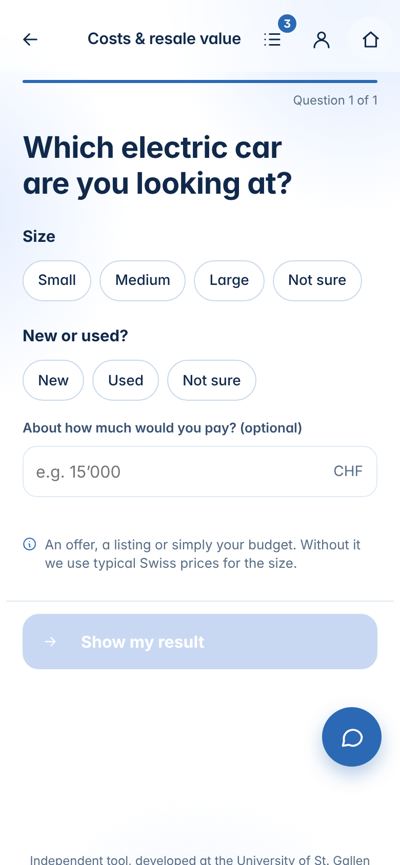 Costs & resale value
3
Question 1 of 1
Which electric car
are you looking at?
Size
Small Medium Large Not sure
New or used?
New Used Not sure
About how much would you pay? (optional)
e.g. 15’000 CHF
An offer, a listing or simply your budget. Without it
we use typical Swiss prices for the size.
Show my result
Independent tool, developed at the University of St. Gallen